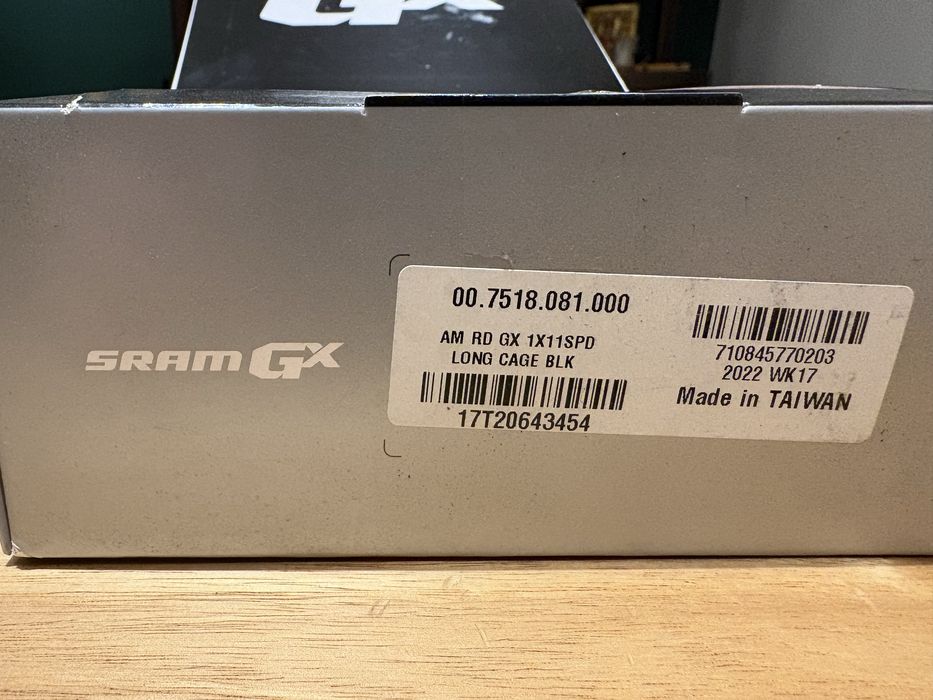 GX
SRAM GX
00.7518.081.000
AM RD GX 1X11SPD
LONG CAGE BLK
17T20643454
710845770203
2022 WK17
Made in TAIWAN